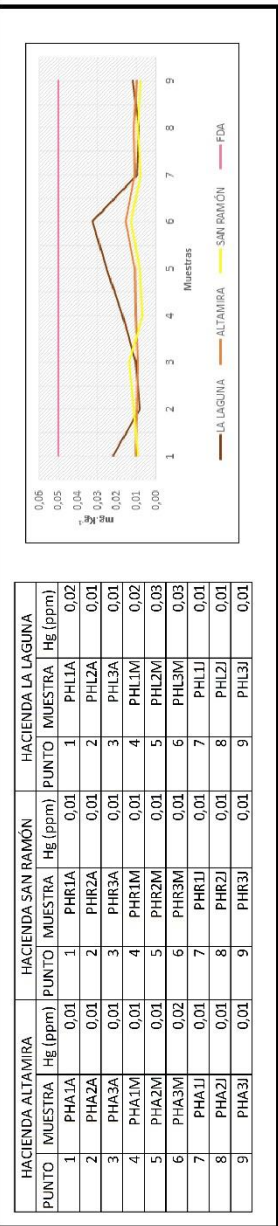 HACIENDA ALTAMIRA HACIENDA SAN RAMÓN HACIENDA LA LAGUNA
PUNTO MUESTRA Hg (ppm) PUNTO MUESTRA Hg (ppm) PUNTO MUESTRA Hg (ppm)
1 PHA1A 0,01 1 PHR1A 0,01 1 PHL1A 0,02
2 PHA2A 0,01 2 PHR2A 0,01 2 PHL2A 0,01
3 PHA3A 0,01 3 PHR3A 0,01 3 PHL3A 0,01
4 PHA1M 0,01 4 PHR1M 0,01 4 PHL1M 0,02
5 PHA2M 0,01 5 PHR2M 0,01 5 PHL2M 0,03
6 PHA3M 0,02 6 PHR3M 0,01 6 PHL3M 0,03
7 PHA1J 0,01 7 PHR1J 0,01 7 PHL1J 0,01
8 PHA2J 0,01 8 PHR2J 0,01 8 PHL2J 0,01
9 PHA3J 0,01 9 PHR3J 0,01 9 PHL3J 0,01
0,06
0,05
0,04
0,03
0,02
0,01
0,00
mg.Kg⁻¹
1 2 3 4 5 6 7 8 9
Muestras
LA LAGUNA ALTAMIRA SAN RAMÓN FDA